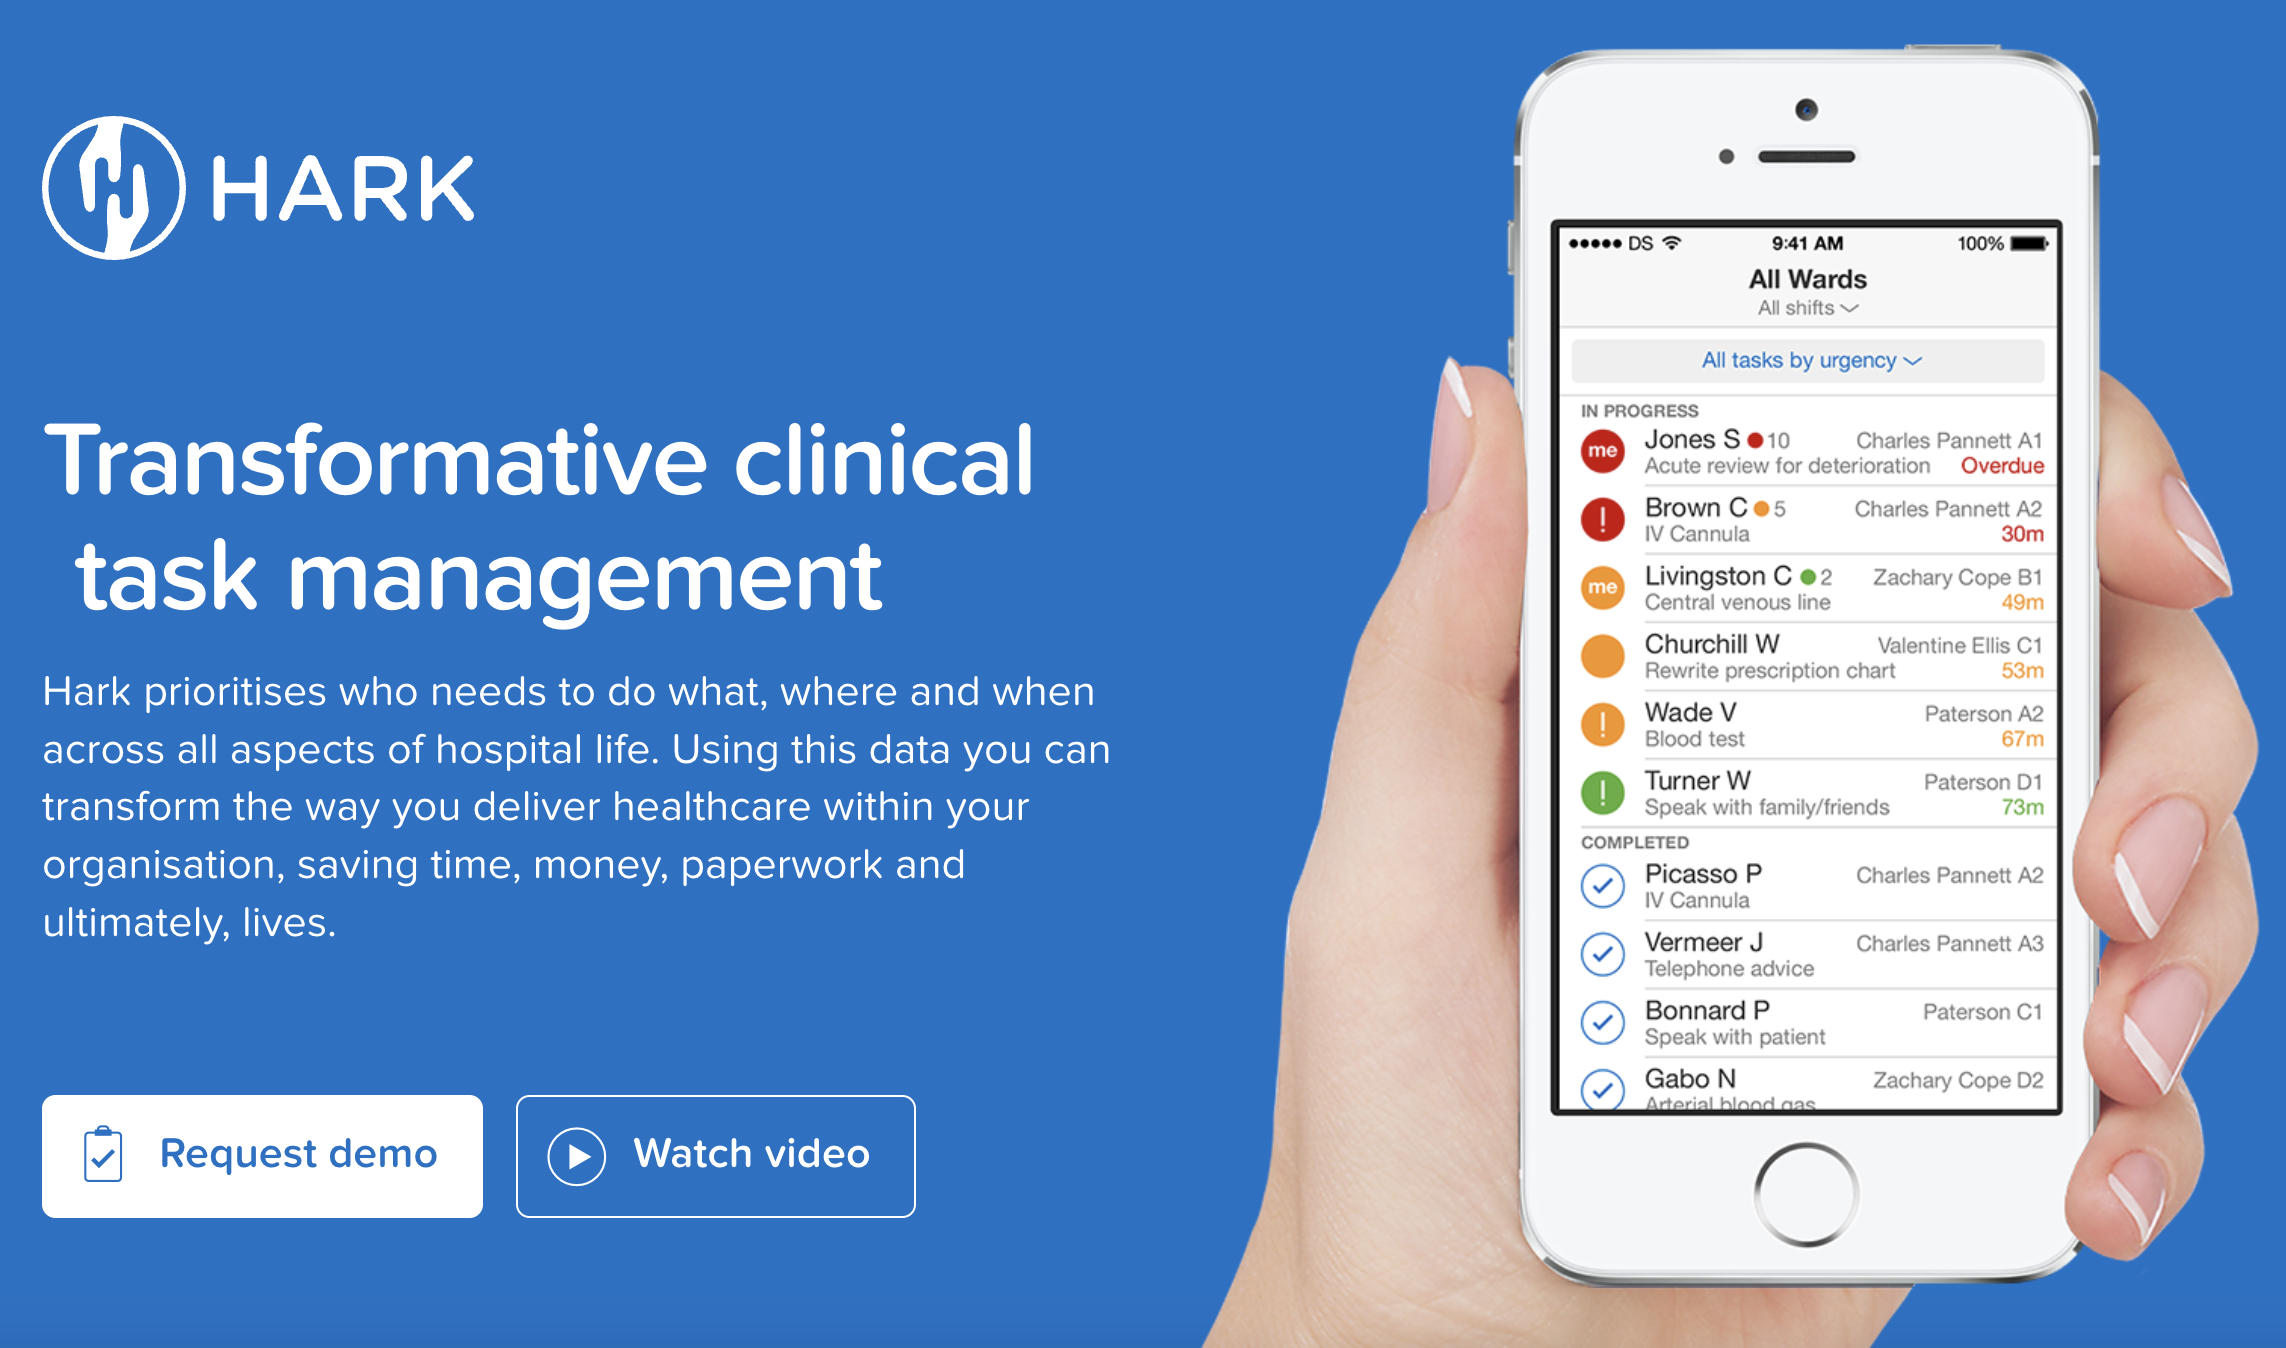 HARK
Transformative clinical
task management
Hark prioritises who needs to do what, where and when
across all aspects of hospital life. Using this data you can
transform the way you deliver healthcare within your
organisation, saving time, money, paperwork and
ultimately, lives.
Request demo
Watch video
DS 9:41 AM 100%
All Wards
All shifts
All tasks by urgency
IN PROGRESS
me Jones S 10 Charles Pannett A1
Acute review for deterioration Overdue
! Brown C 5 Charles Pannett A2
IV Cannula 30m
me Livingston C 2 Zachary Cope B1
Central venous line 49m
Churchill W Valentine Ellis C1
Rewrite prescription chart 53m
! Wade V Paterson A2
Blood test 67m
! Turner W Paterson D1
Speak with family/friends 73m
COMPLETED
Picasso P Charles Pannett A2
IV Cannula
Vermeer J Charles Pannett A3
Telephone advice
Bonnard P Paterson C1
Speak with patient
Gabo N Zachary Cope D2
Arterial blood gas